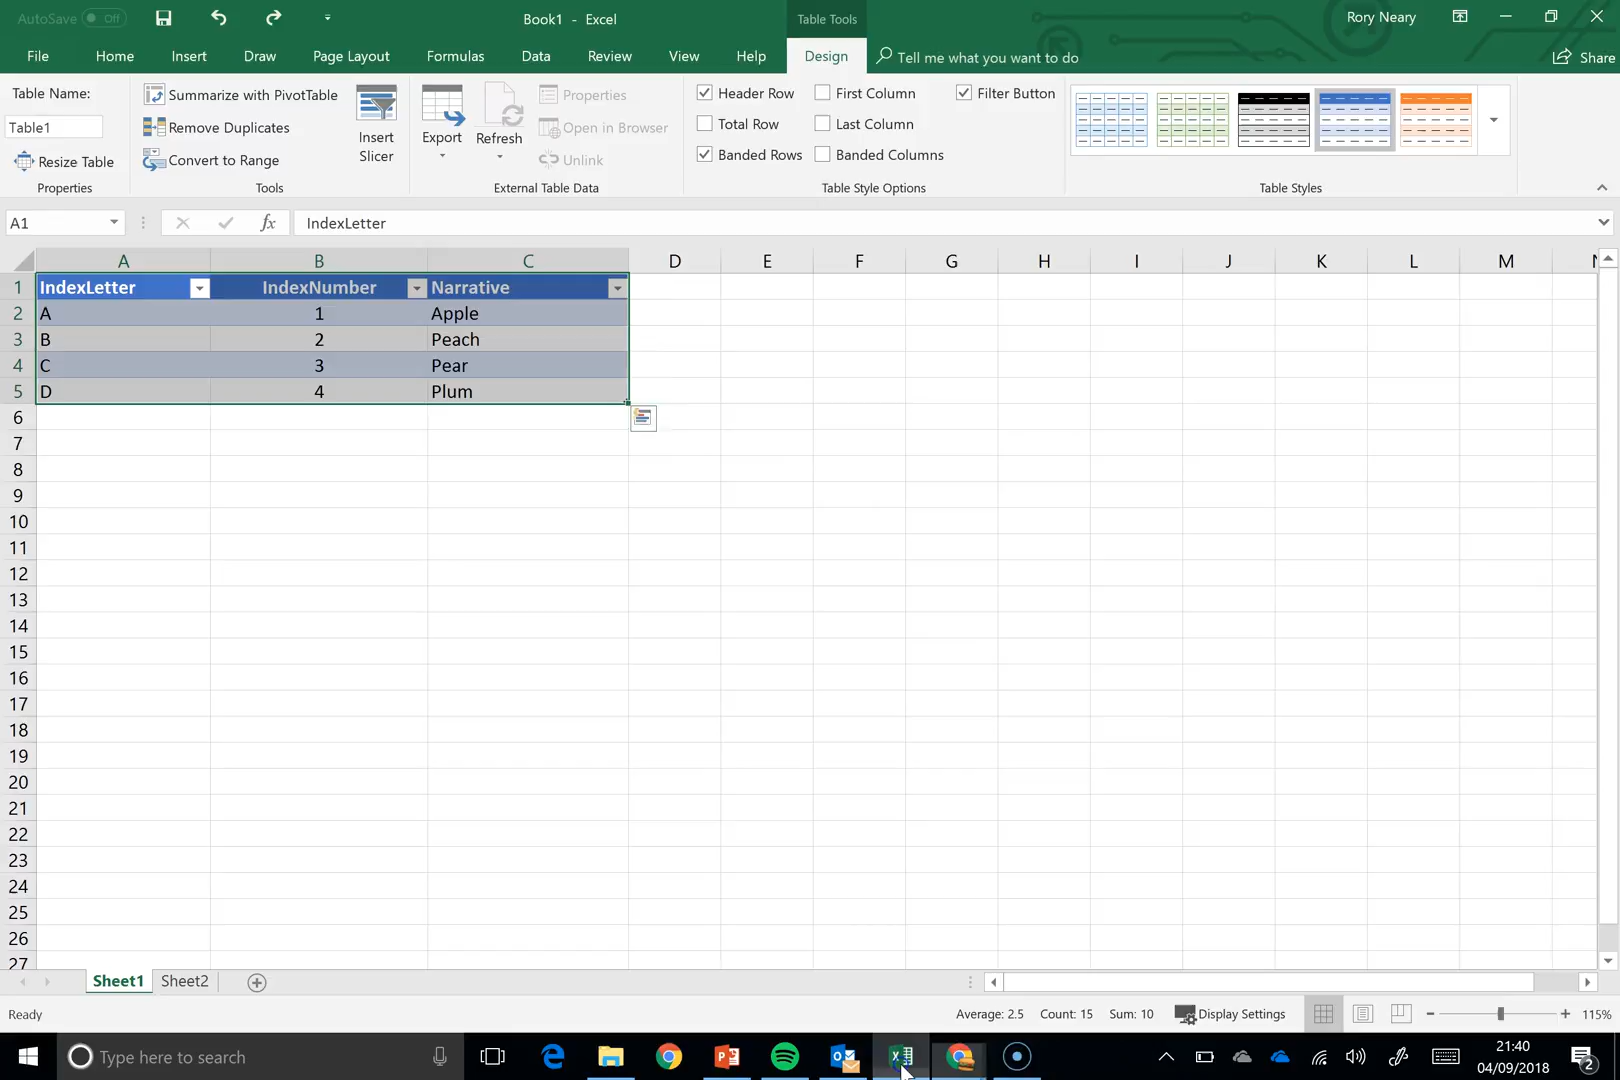 AutoSave Off
Book1 - Excel
Table Tools
Rory Neary
File Home Insert Draw Page Layout Formulas Data Review View Help Design Tell me what you want to do Share
Table Name:
Table1
Resize Table
Properties
Summarize with PivotTable
Remove Duplicates
Convert to Range
Tools
Insert
Slicer
Export
Refresh
Properties
Open in Browser
Unlink
External Table Data
Header Row First Column Filter Button
Total Row Last Column
Banded Rows Banded Columns
Table Style Options
Table Styles
A1 fx IndexLetter
A B C D E F G H I J K L M N
1 IndexLetter IndexNumber Narrative
2 A 1 Apple
3 B 2 Peach
4 C 3 Pear
5 D 4 Plum
6
7
8
9
10
11
12
13
14
15
16
17
18
19
20
21
22
23
24
25
26
27
Sheet1 Sheet2
Ready Average: 2.5 Count: 15 Sum: 10 Display Settings 115%
Type here to search
21:40
04/09/2018
2